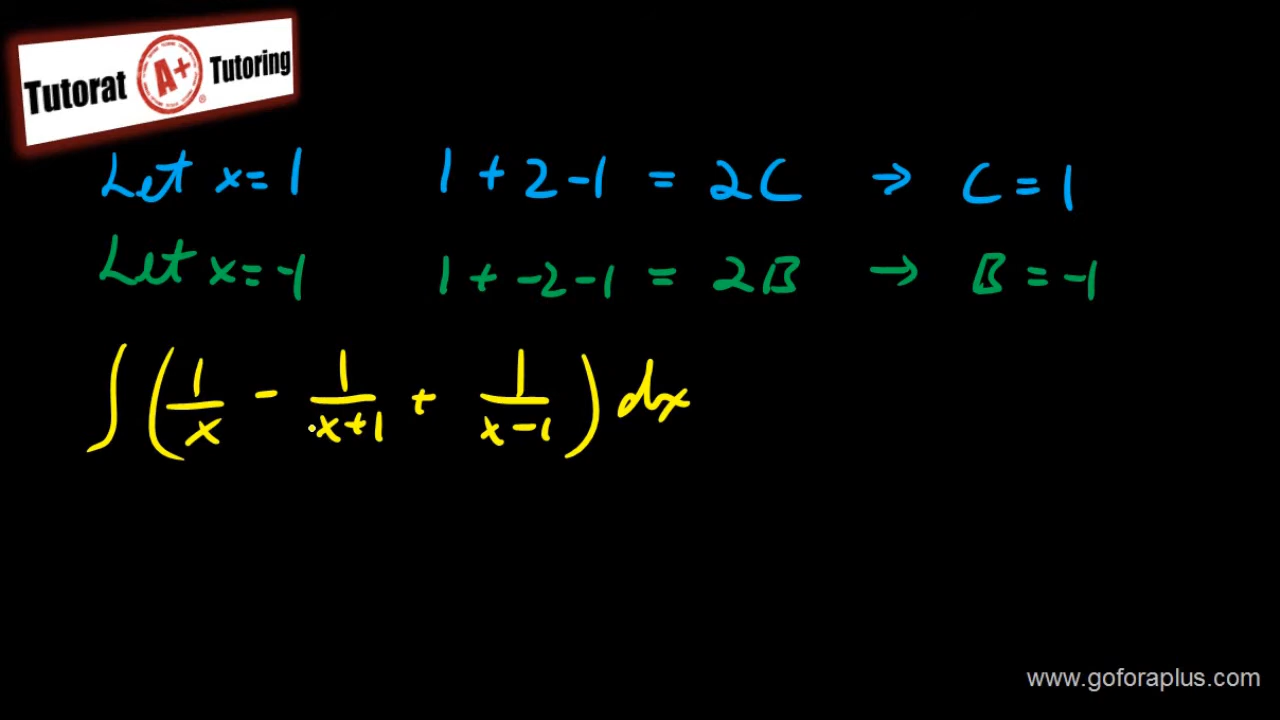 Tutorat A+ Tutoring
Let x=1 1+2-1 = 2C → C=1
Let x=-1 1+-2-1 = 2B → B=-1
∫(1/x - 1/(x+1) + 1/(x-1)) dx
www.goforaplus.com